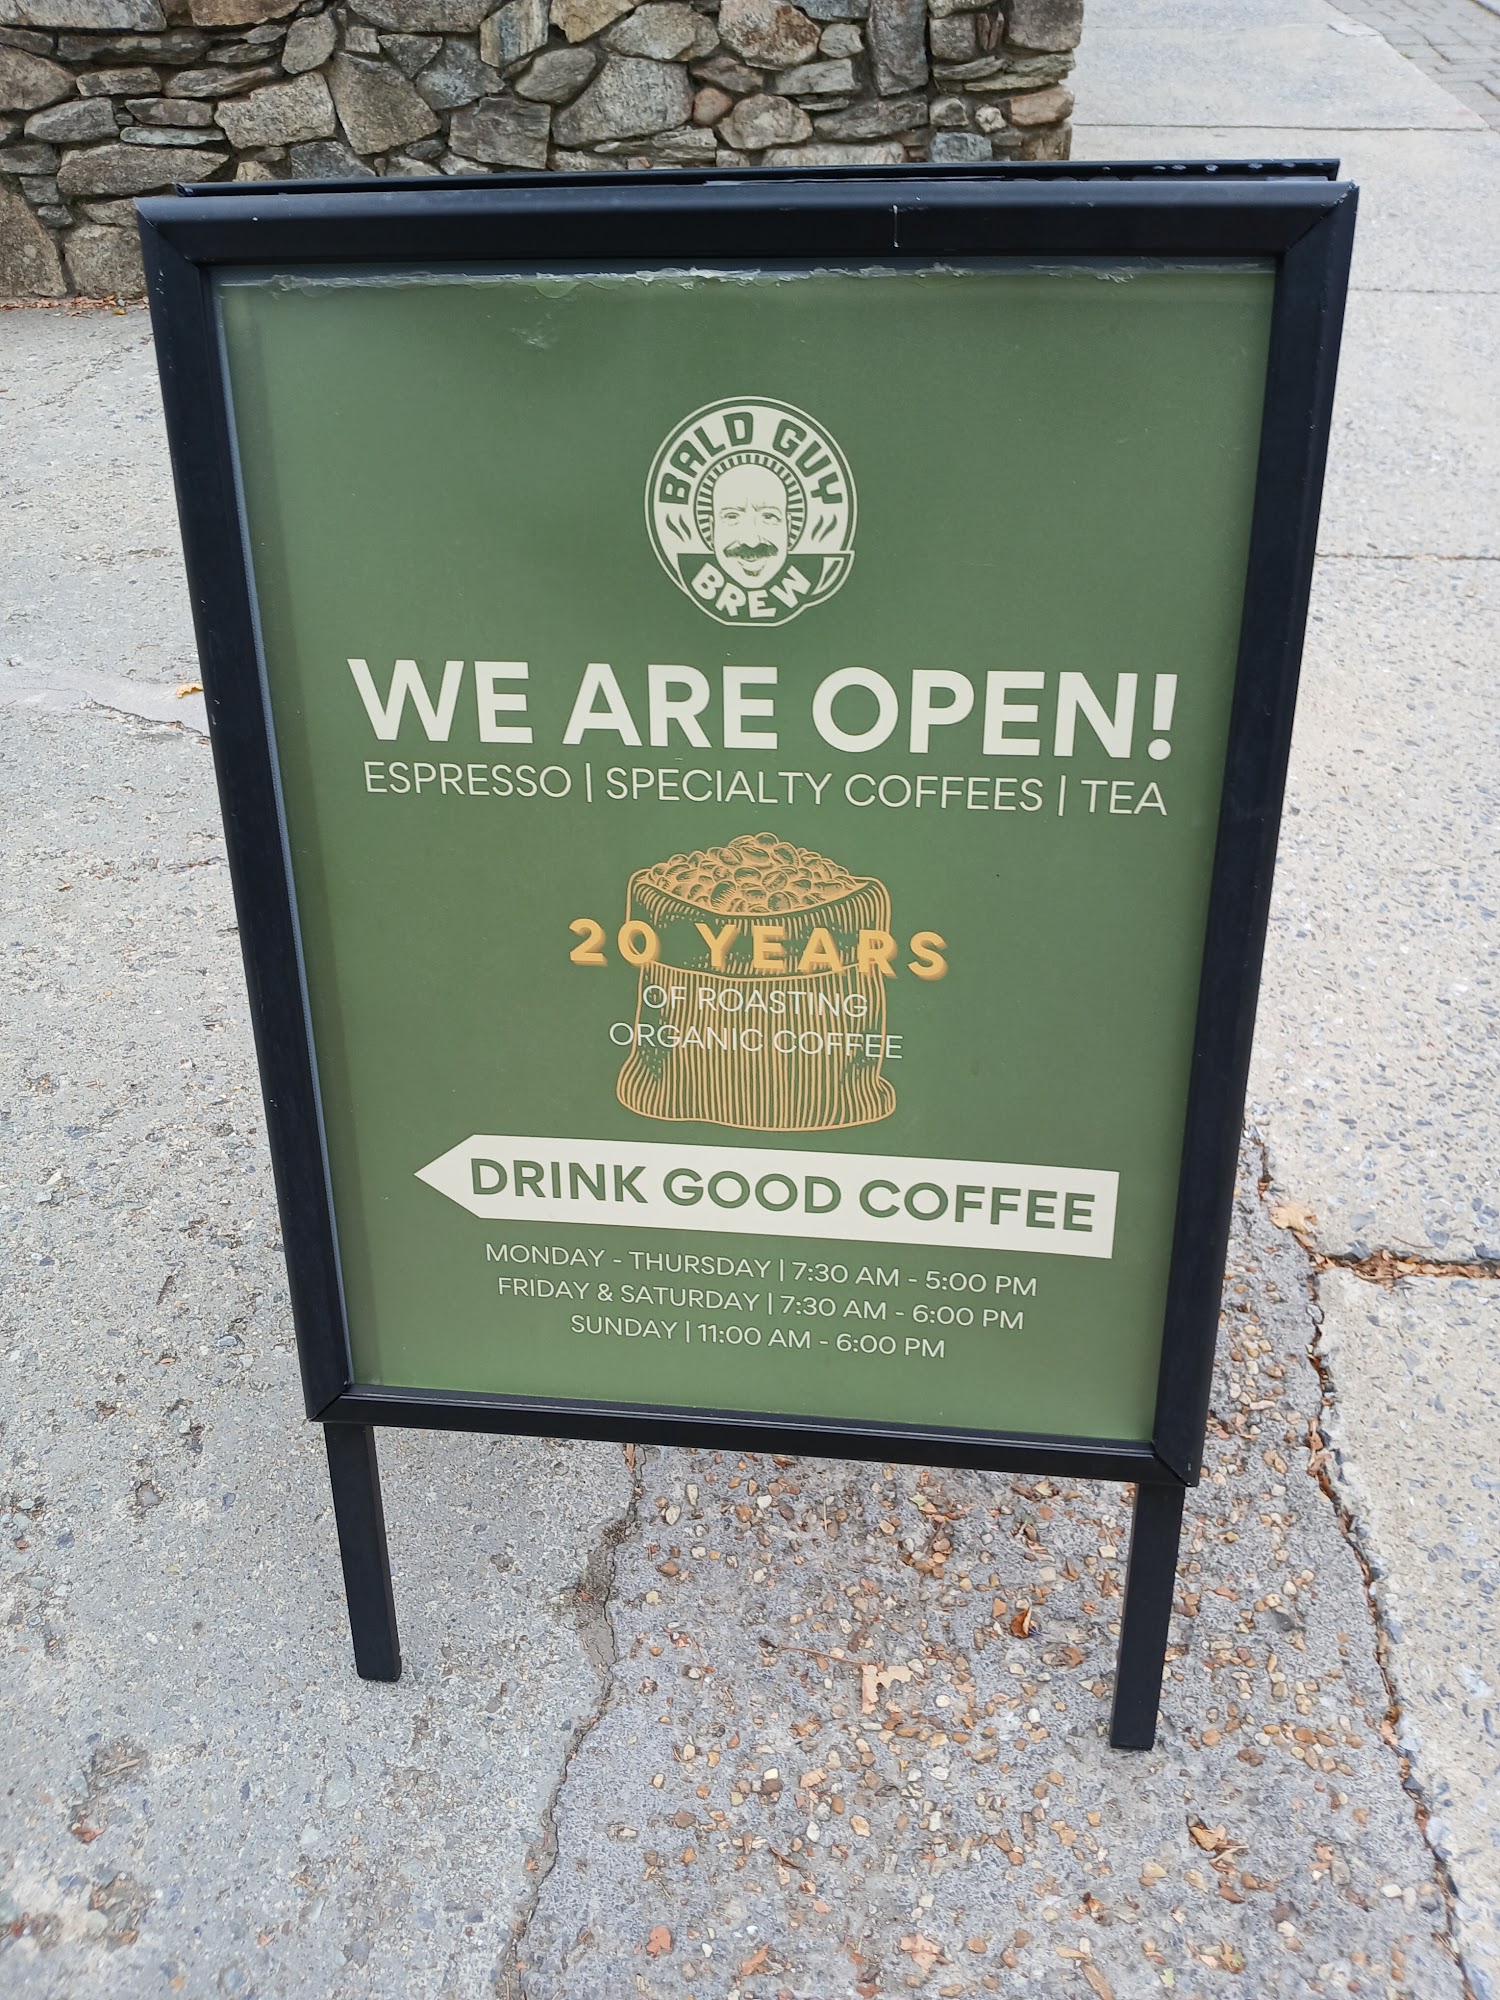 BALD GUY
BREW
WE ARE OPEN!
ESPRESSO | SPECIALTY COFFEES | TEA
20 YEARS
OF ROASTING
ORGANIC COFFEE
DRINK GOOD COFFEE
MONDAY - THURSDAY | 7:30 AM - 5:00 PM
FRIDAY & SATURDAY | 7:30 AM - 6:00 PM
SUNDAY | 11:00 AM - 6:00 PM